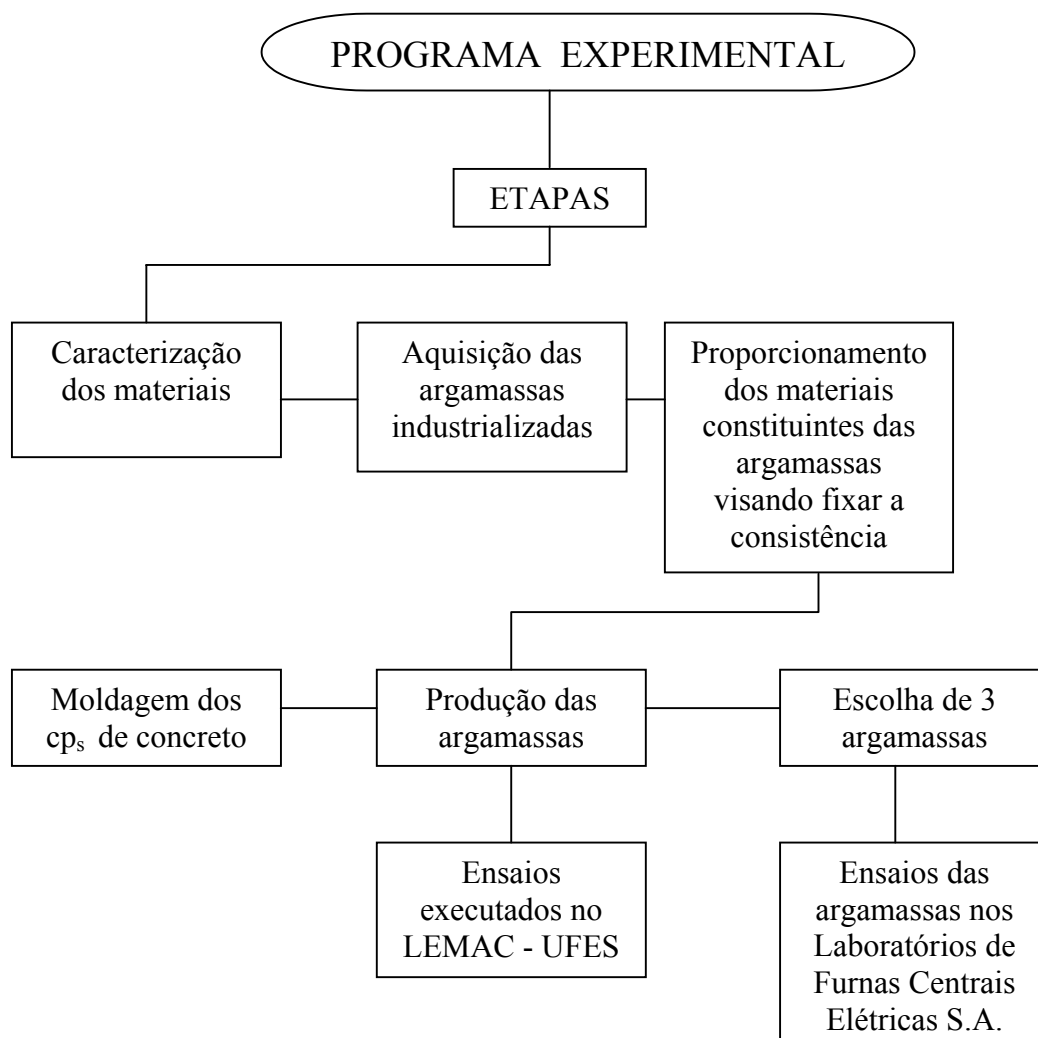 PROGRAMA EXPERIMENTAL
ETAPAS
Caracterização
dos materiais
Aquisição das
argamassas
industrializadas
Proporcionamento
dos materiais
constituintes das
argamassas
visando fixar a
consistência
Moldagem dos
cps de concreto
Produção das
argamassas
Escolha de 3
argamassas
Ensaios
executados no
LEMAC - UFES
Ensaios das
argamassas nos
Laboratórios de
Furnas Centrais
Elétricas S.A.